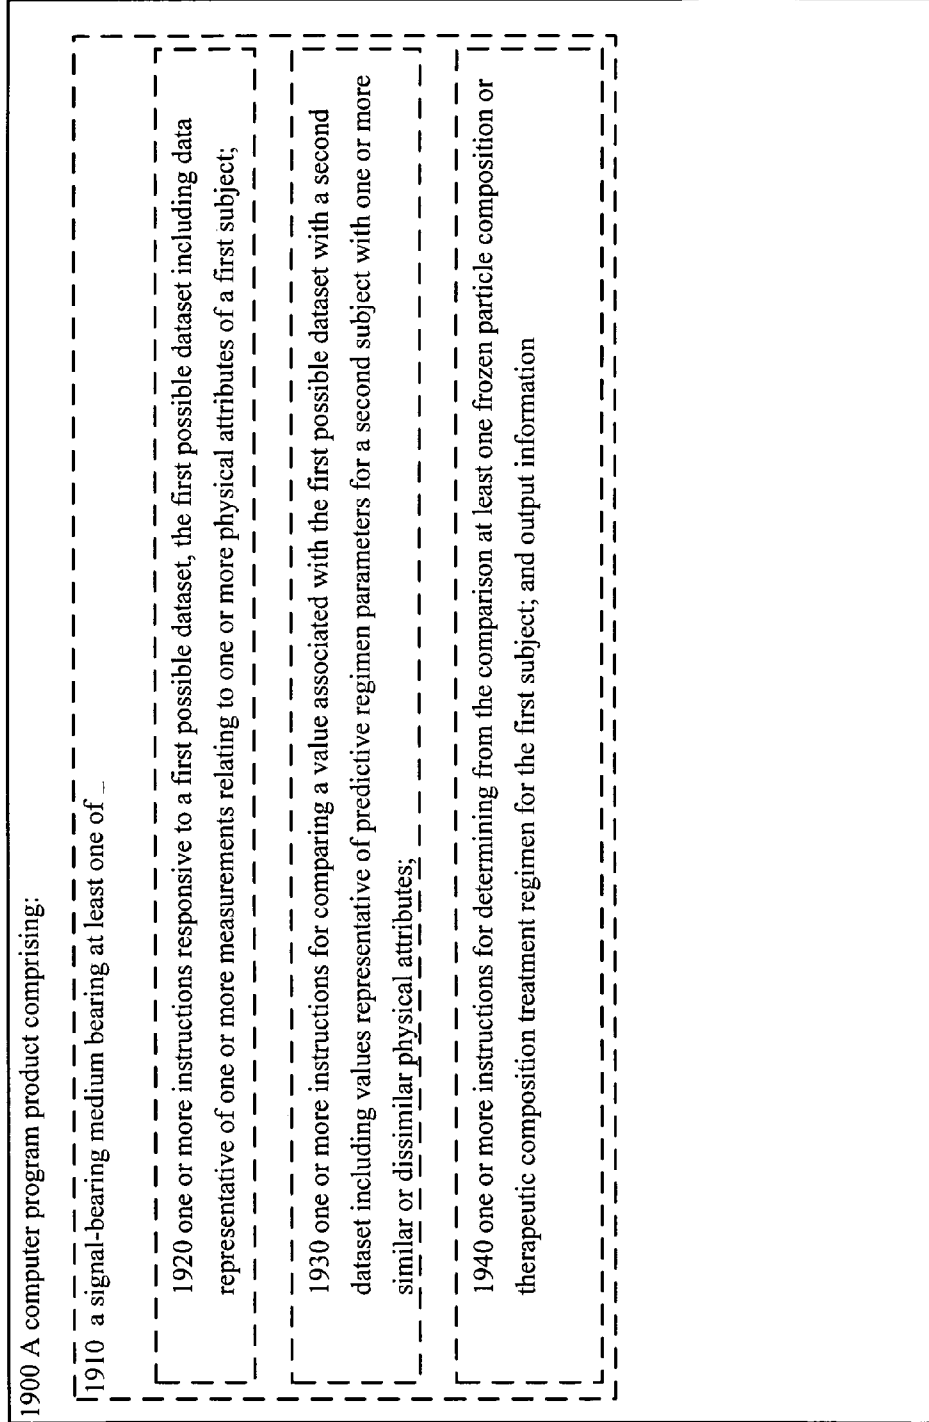 1900 A computer program product comprising:
1910 a signal-bearing medium bearing at least one of _
1920 one or more instructions responsive to a first possible dataset, the first possible dataset including data
representative of one or more measurements relating to one or more physical attributes of a first subject;
1930 one or more instructions for comparing a value associated with the first possible dataset with a second
dataset including values representative of predictive regimen parameters for a second subject with one or more
similar or dissimilar physical attributes;
1940 one or more instructions for determining from the comparison at least one frozen particle composition or
therapeutic composition treatment regimen for the first subject; and output information